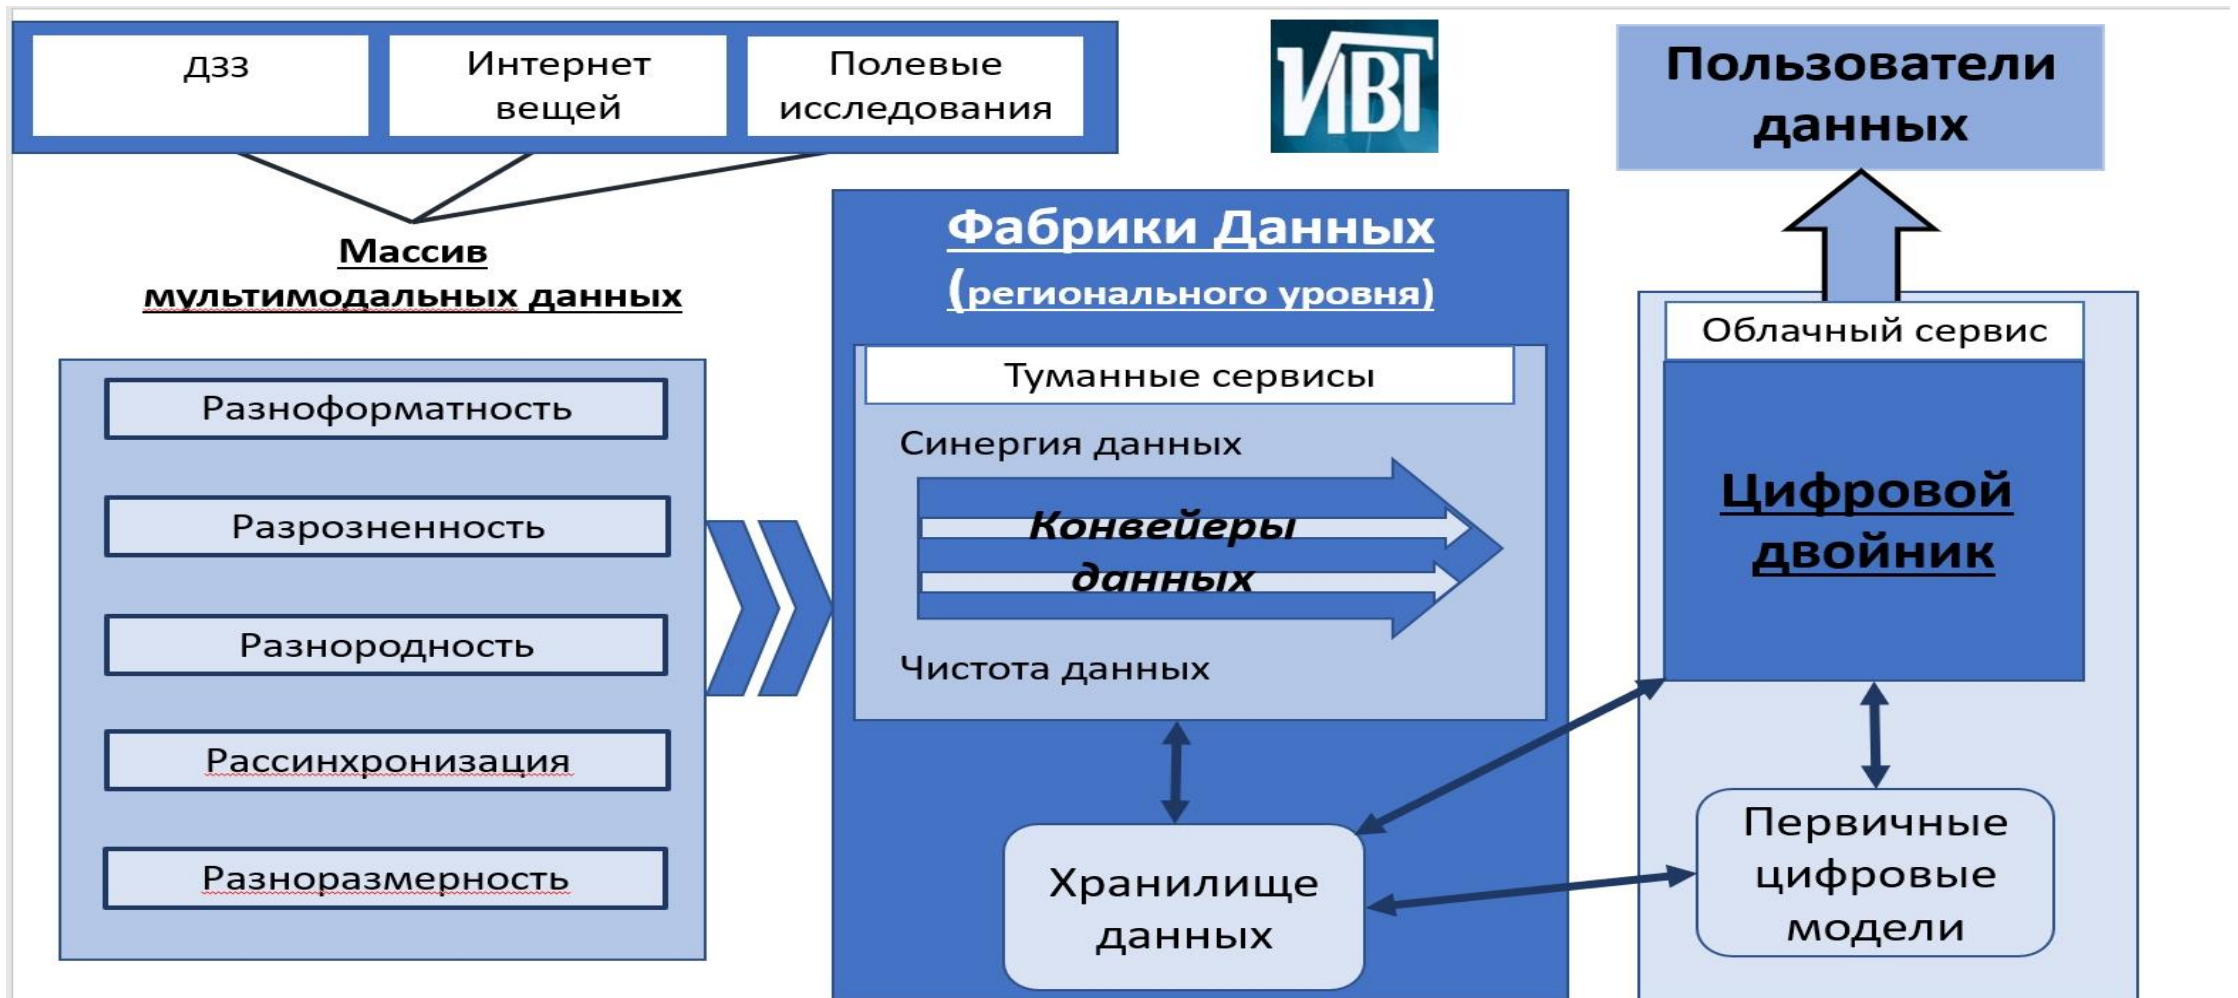 ДЗЗ
Интернет
вещей
Полевые
исследования
ИВТ
Пользователи
данных
Массив
мультимодальных данных
Разноформатность
Разрозненность
Разнородность
Рассинхронизация
Разноразмерность
Фабрики Данных
(регионального уровня)
Туманные сервисы
Синергия данных
Конвейеры
данных
Чистота данных
Хранилище
данных
Облачный сервис
Цифровой
двойник
Первичные
цифровые
модели